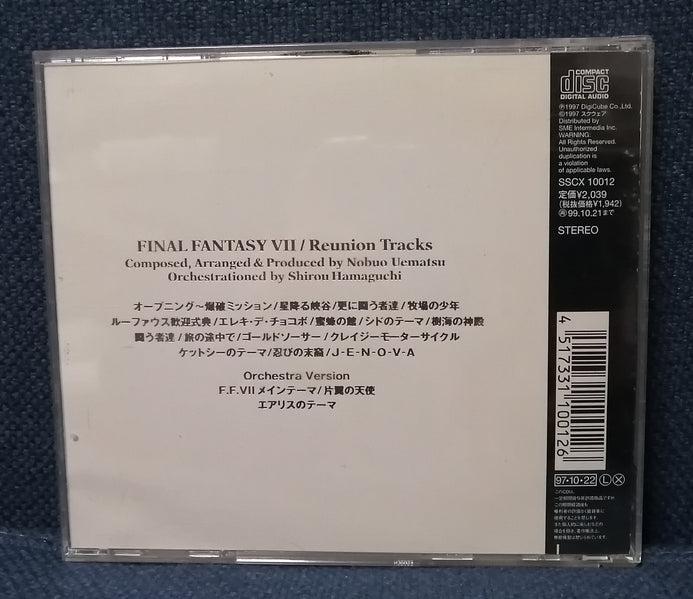 FINAL FANTASY VII / Reunion Tracks
Composed, Arranged & Produced by Nobuo Uematsu
Orchestrationed by Shirou Hamaguchi
オープニング～爆破ミッション/星降る峡谷/更に闘う者達/牧場の少年
ルーファウス歓迎式典/エレキ・デ・チョコボ/蜜蜂の館/シドのテーマ/樹海の神殿
闘う者達/旅の途中で/ゴールドソーサー/クレイジーモーターサイクル
ケットシーのテーマ/忍びの末裔/J-E-N-O-V-A
Orchestra Version
F.F.VII メインテーマ/片翼の天使
エアリスのテーマ
COMPACT
disc
DIGITAL AUDIO
Ⓟ1997 DigiCube Co.,Ltd.
©1997 スクウェア
Distributed by
SME Intermedia Inc.
WARNING:
All Rights Reserved.
Unauthorized
duplication is
a violation
of applicable laws.
SSCX 10012
定価¥2,039
(税抜価格¥1,942)
㋐99.10.21まで
STEREO
4 517331 100126
97・10・22 Ⓛ Ⓧ